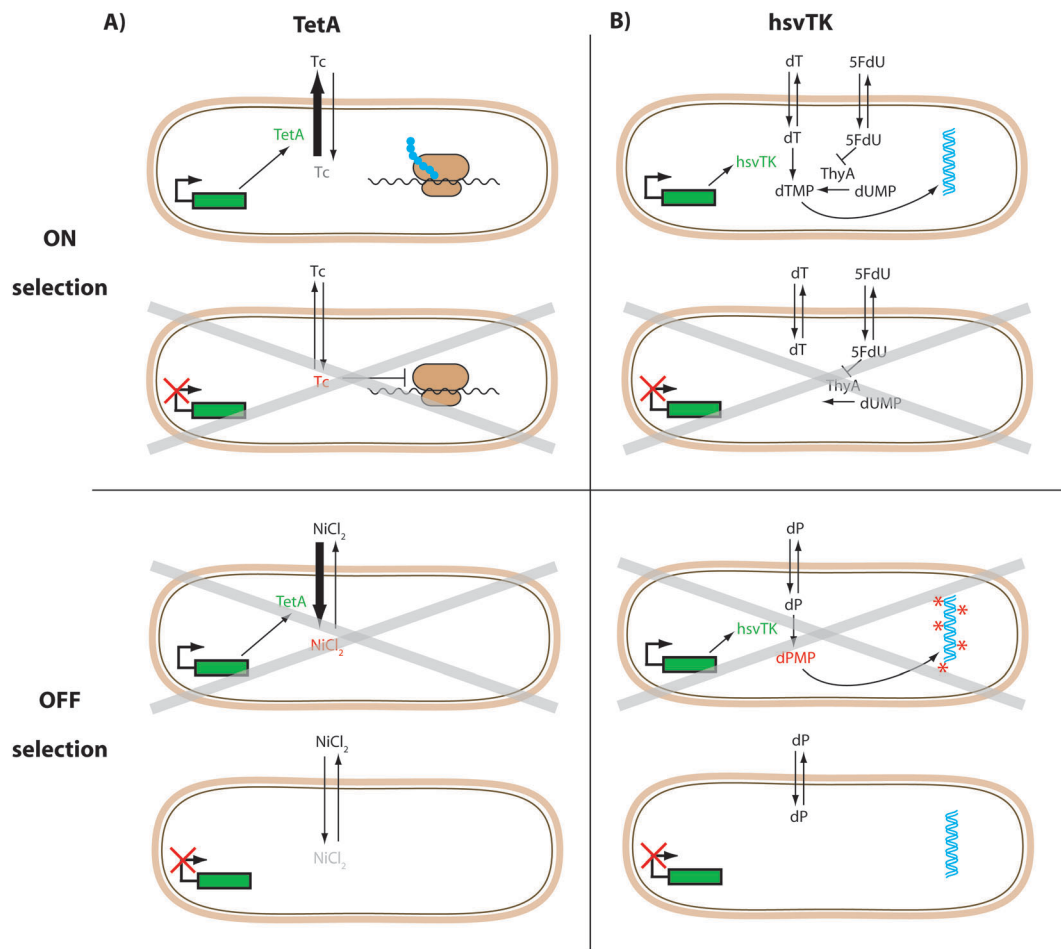 A)
TetA
B)
hsvTK
ON
selection
OFF
selection
Tc
TetA
Tc
dT
5FdU
dT
5FdU
hsvTK
ThyA
dTMP
dUMP
Tc
Tc
dT
5FdU
dT
5FdU
ThyA
dUMP
NiCl₂
TetA
NiCl₂
dP
dP
hsvTK
dPMP
NiCl₂
NiCl₂
dP
dP